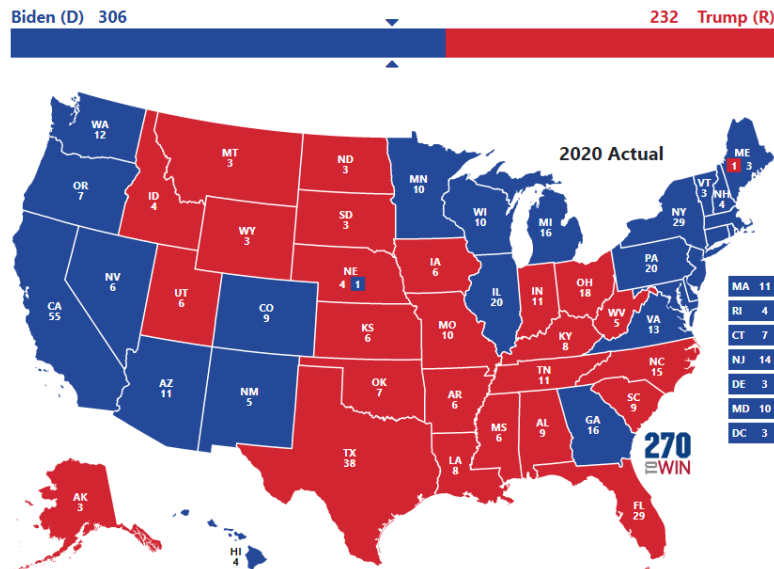 Biden (D) 306
232 Trump (R)
2020 Actual
WA
12
OR
7
CA
55
NV
6
ID
4
MT
3
WY
3
UT
6
AZ
11
CO
9
NM
5
ND
3
SD
3
NE
4 1
KS
6
OK
7
TX
38
MN
10
IA
6
MO
10
AR
6
LA
8
WI
10
IL
20
MI
16
IN
11
OH
18
KY
8
TN
11
MS
6
AL
9
GA
16
FL
29
SC
9
NC
15
VA
13
WV
5
PA
20
NY
29
VT
3
NH
4
ME
1 3
MA 11
RI 4
CT 7
NJ 14
DE 3
MD 10
DC 3
AK
3
HI
4
270
TO WIN